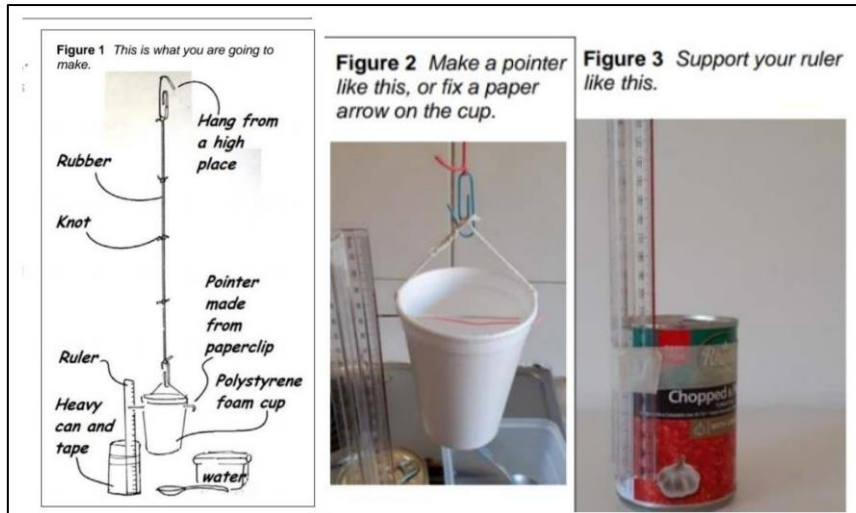 Figure 1 This is what you are going to
make.
Hang from
a high
place
Rubber
Knot
Pointer
made
from
paperclip
Ruler
Polystyrene
foam cup
Heavy
can and
tape
water
Figure 2 Make a pointer
like this, or fix a paper
arrow on the cup.
Figure 3 Support your ruler
like this.
Chopped